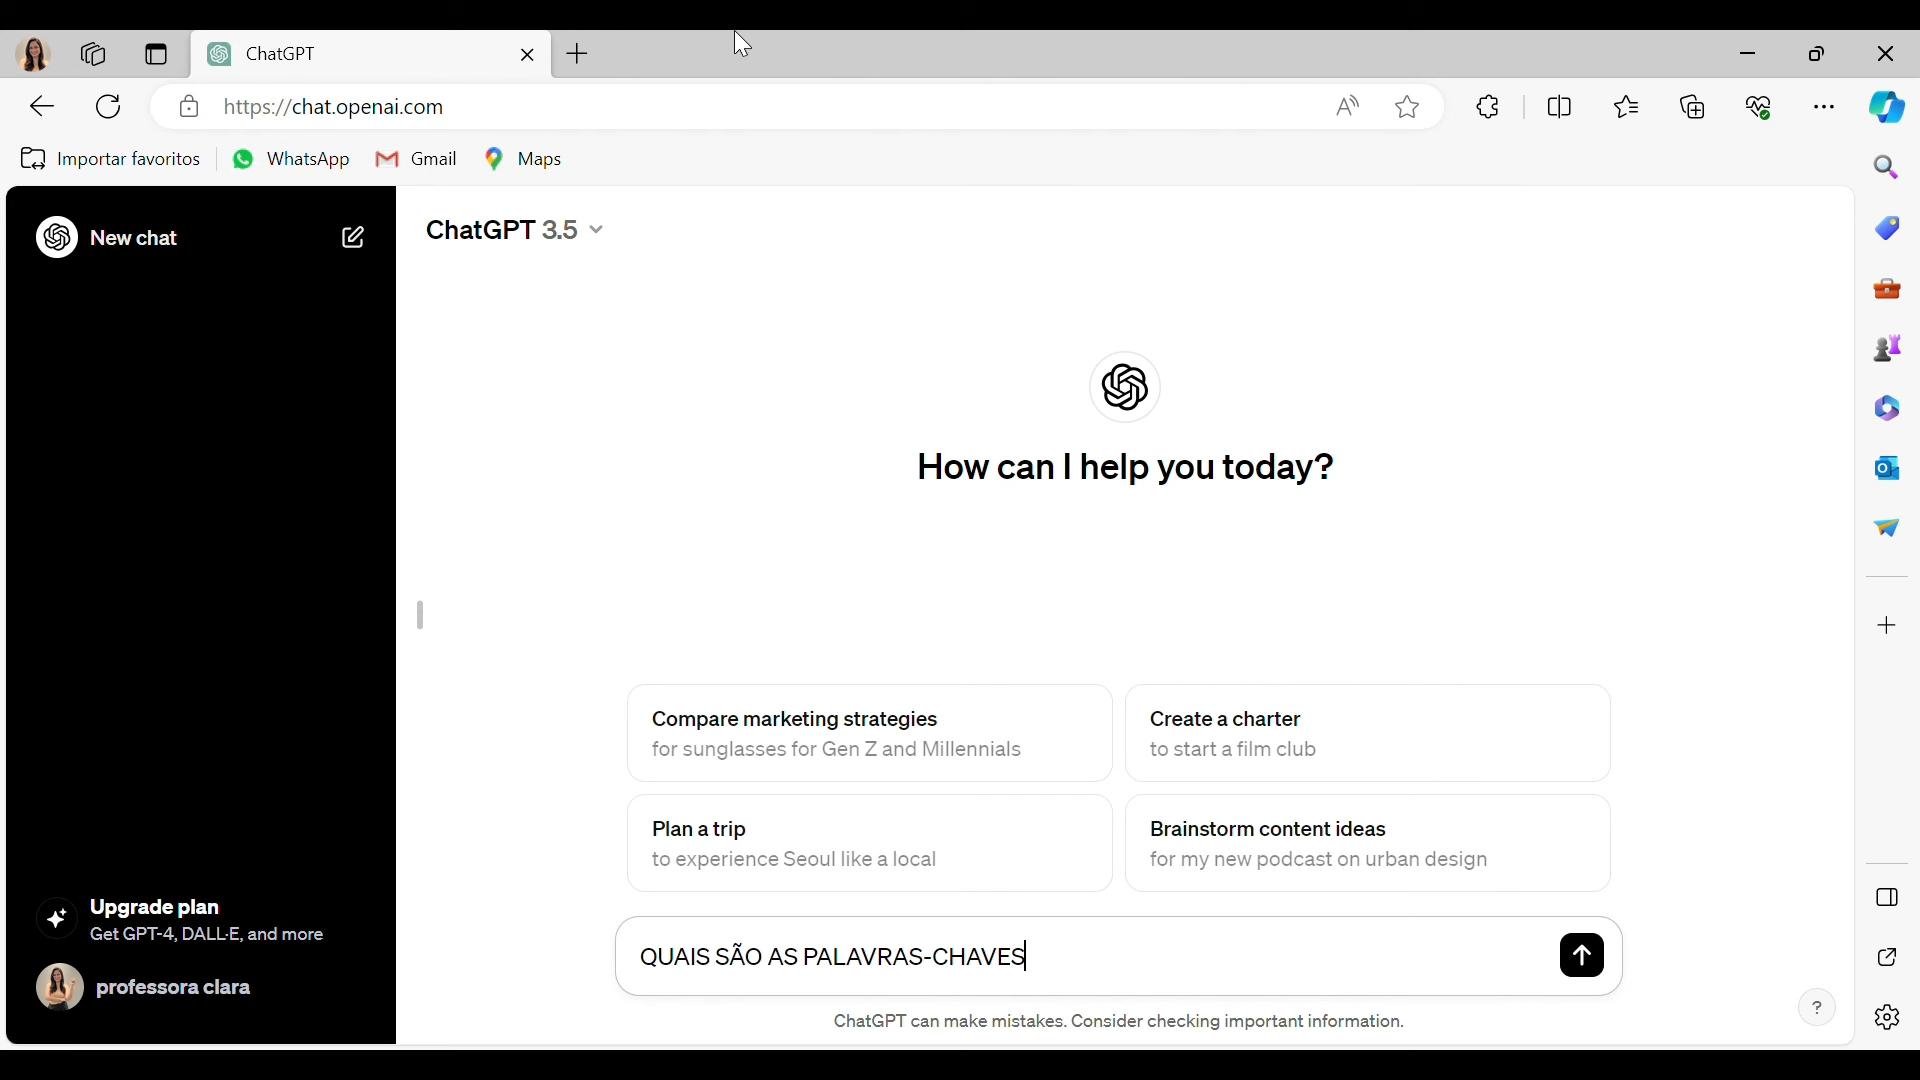 ChatGPT
https://chat.openai.com
Importar favoritos
WhatsApp
Gmail
Maps
New chat
ChatGPT 3.5
How can I help you today?
Compare marketing strategies
for sunglasses for Gen Z and Millennials
Create a charter
to start a film club
Plan a trip
to experience Seoul like a local
Brainstorm content ideas
for my new podcast on urban design
Upgrade plan
Get GPT-4, DALL·E, and more
professora clara
QUAIS SÃO AS PALAVRAS-CHAVES
ChatGPT can make mistakes. Consider checking important information.
?